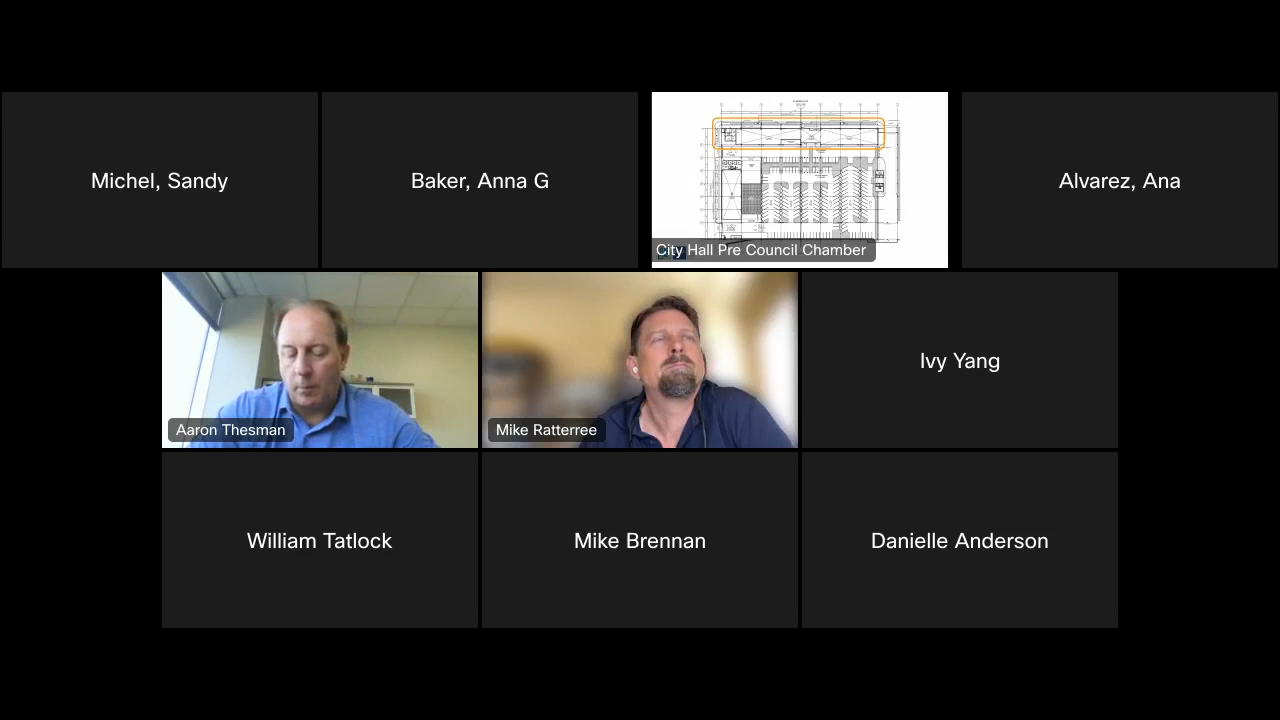 Michel, Sandy
Baker, Anna G
City Hall Pre Council Chamber
Alvarez, Ana
Aaron Thesman
Mike Ratterree
Ivy Yang
William Tatlock
Mike Brennan
Danielle Anderson